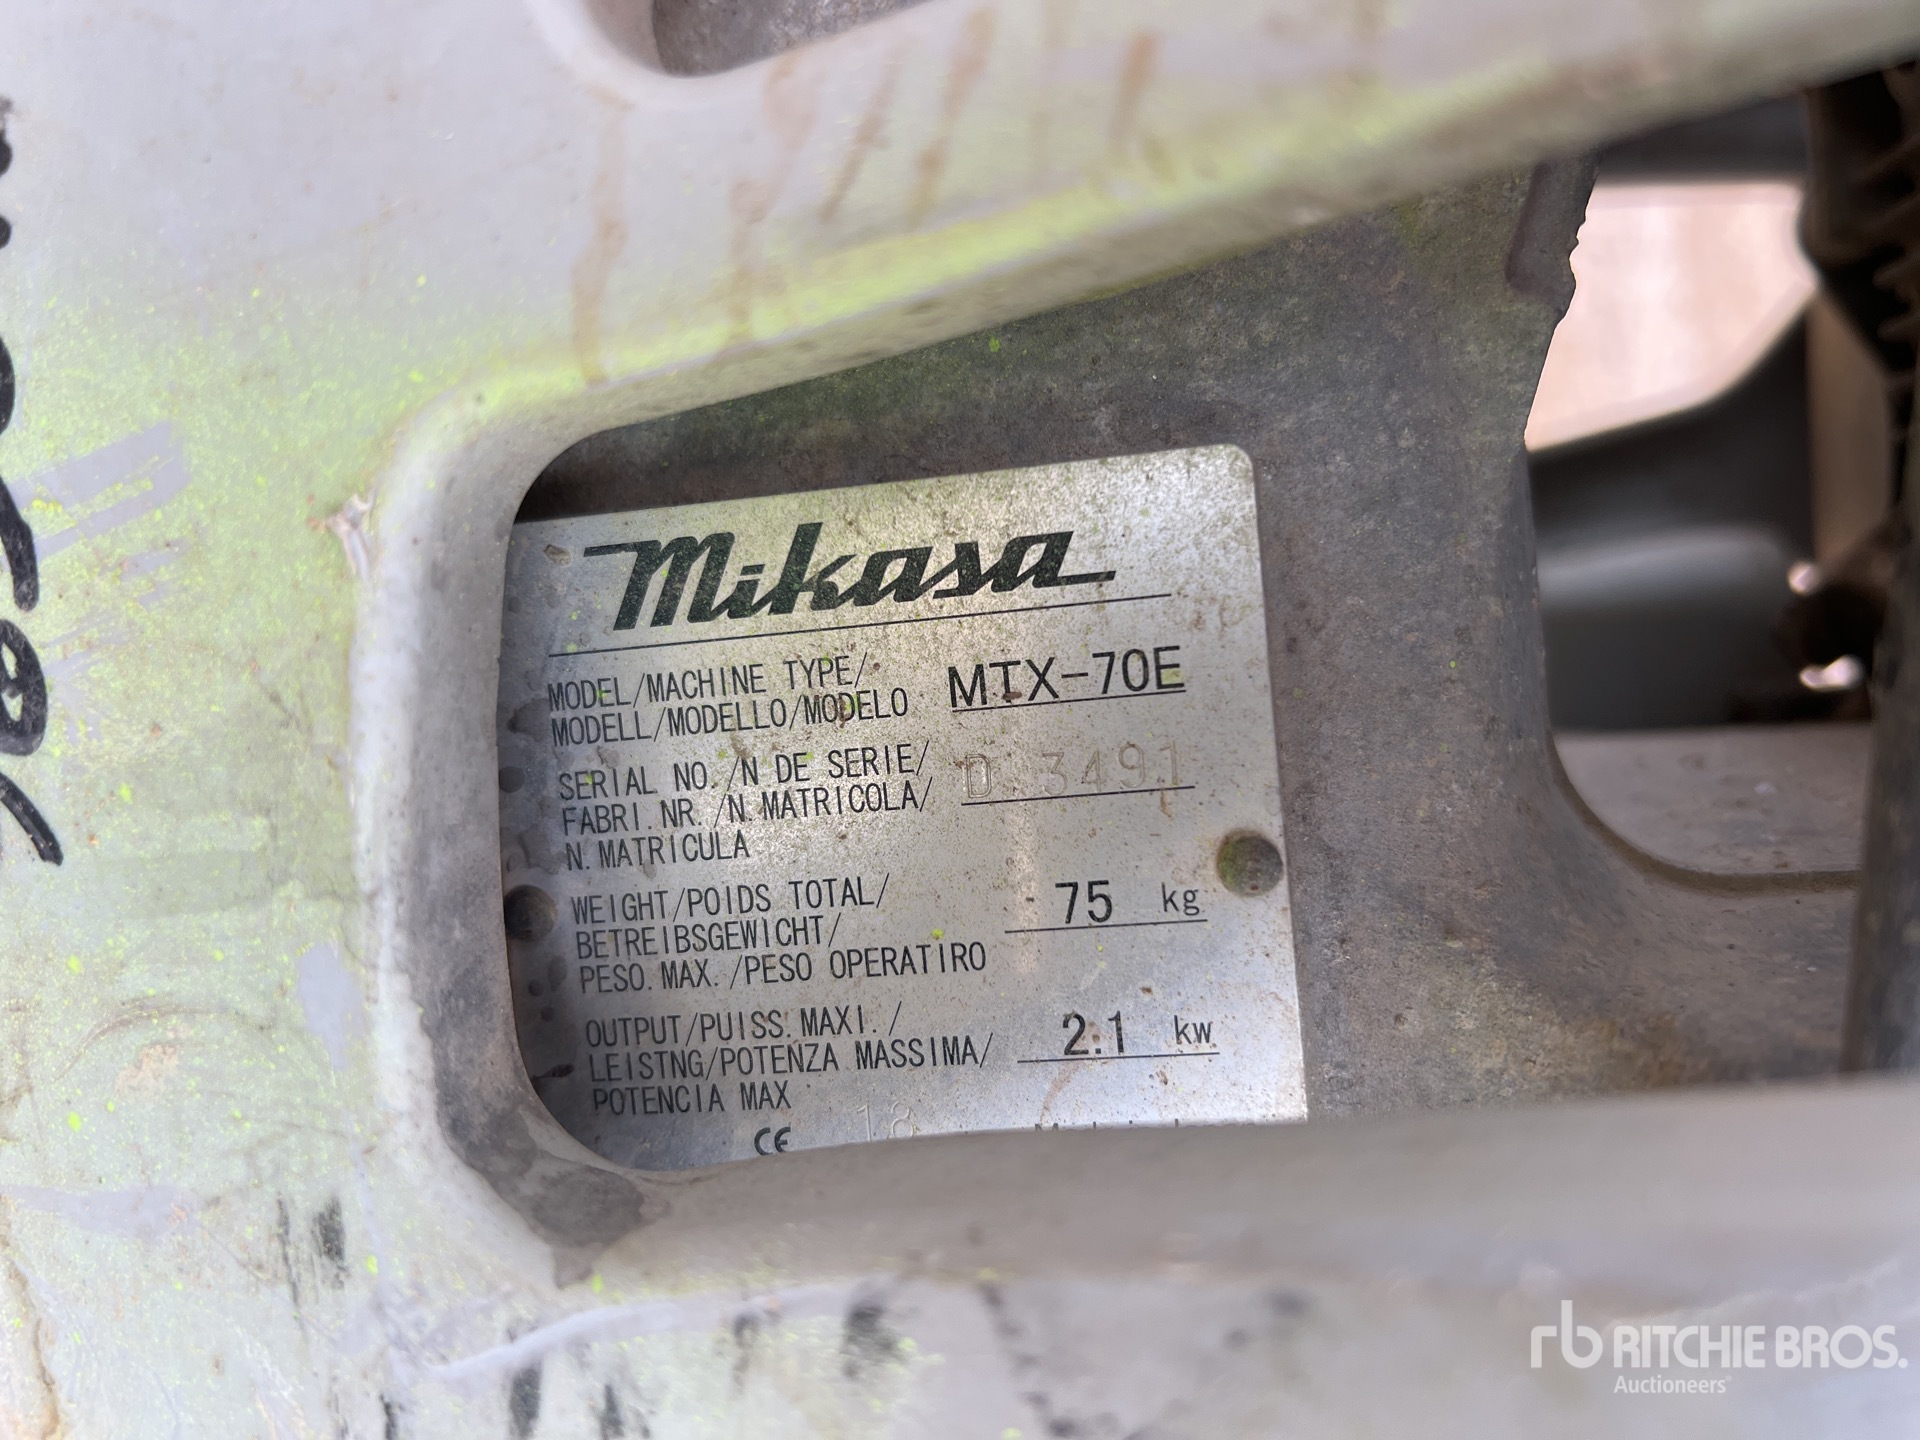 Mikasa
MODEL/MACHINE TYPE/
MODELL/MODELLO/MODELO MTX-70E
SERIAL NO./N DE SERIE/
FABRI.NR./N.MATRICOLA/ D 3491
N.MATRICULA
WEIGHT/POIDS TOTAL/
BETREIBSGEWICHT/ 75 kg
PESO.MAX./PESO OPERATIRO
OUTPUT/PUISS.MAXI./
LEISTNG/POTENZA MASSIMA/ 2.1 kw
POTENCIA MAX
CE 18
rb RITCHIE BROS.
Auctioneers